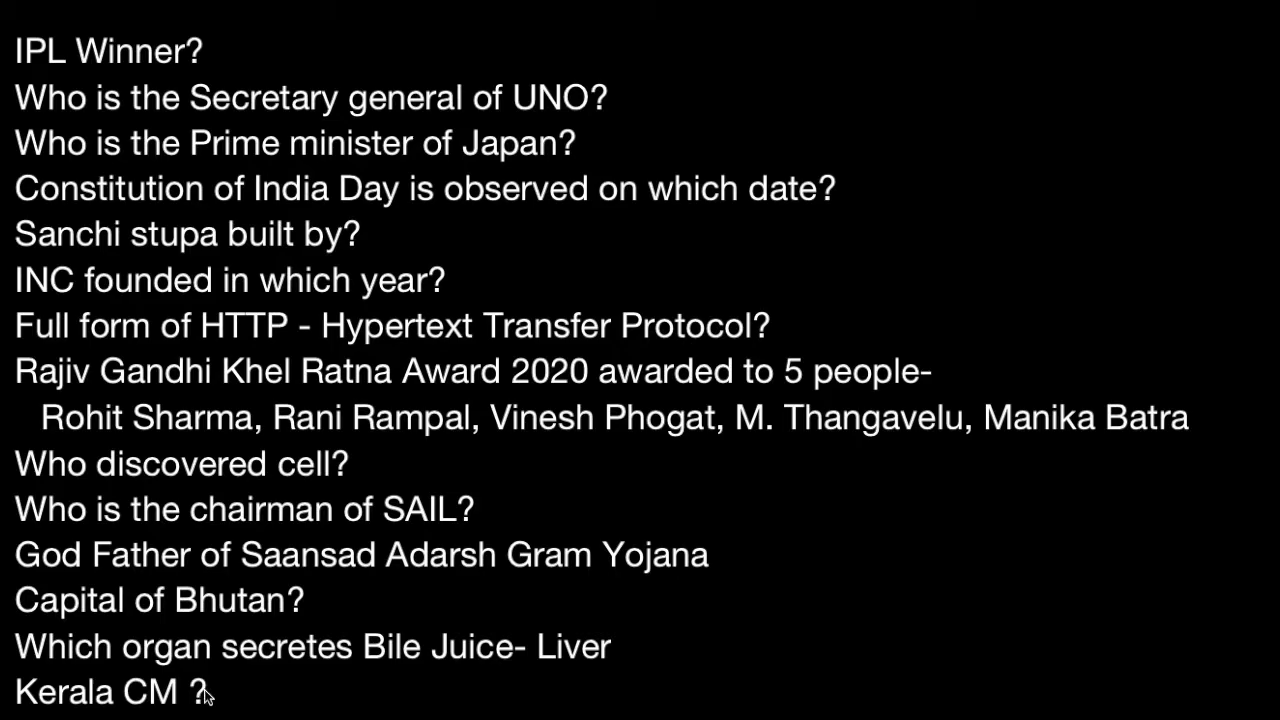 IPL Winner?
Who is the Secretary general of UNO?
Who is the Prime minister of Japan?
Constitution of India Day is observed on which date?
Sanchi stupa built by?
INC founded in which year?
Full form of HTTP - Hypertext Transfer Protocol?
Rajiv Gandhi Khel Ratna Award 2020 awarded to 5 people-
Rohit Sharma, Rani Rampal, Vinesh Phogat, M. Thangavelu, Manika Batra
Who discovered cell?
Who is the chairman of SAIL?
God Father of Saansad Adarsh Gram Yojana
Capital of Bhutan?
Which organ secretes Bile Juice- Liver
Kerala CM ?